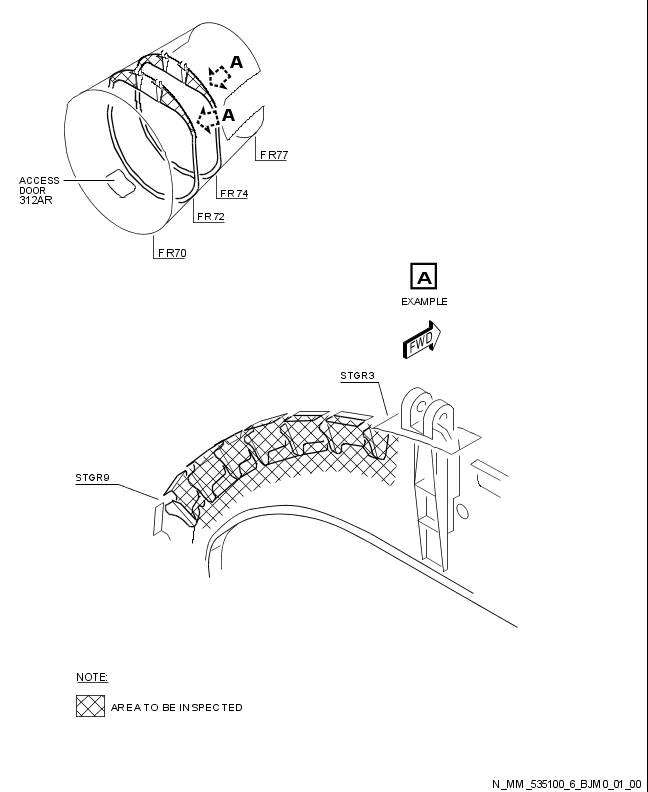 A
A
FR77
FR74
FR72
FR70
ACCESS
DOOR
312AR
A
EXAMPLE
FWD
STGR3
STGR9
NOTE:
AREA TO BE INSPECTED
N_MM_535100_6_BJM0_01_00